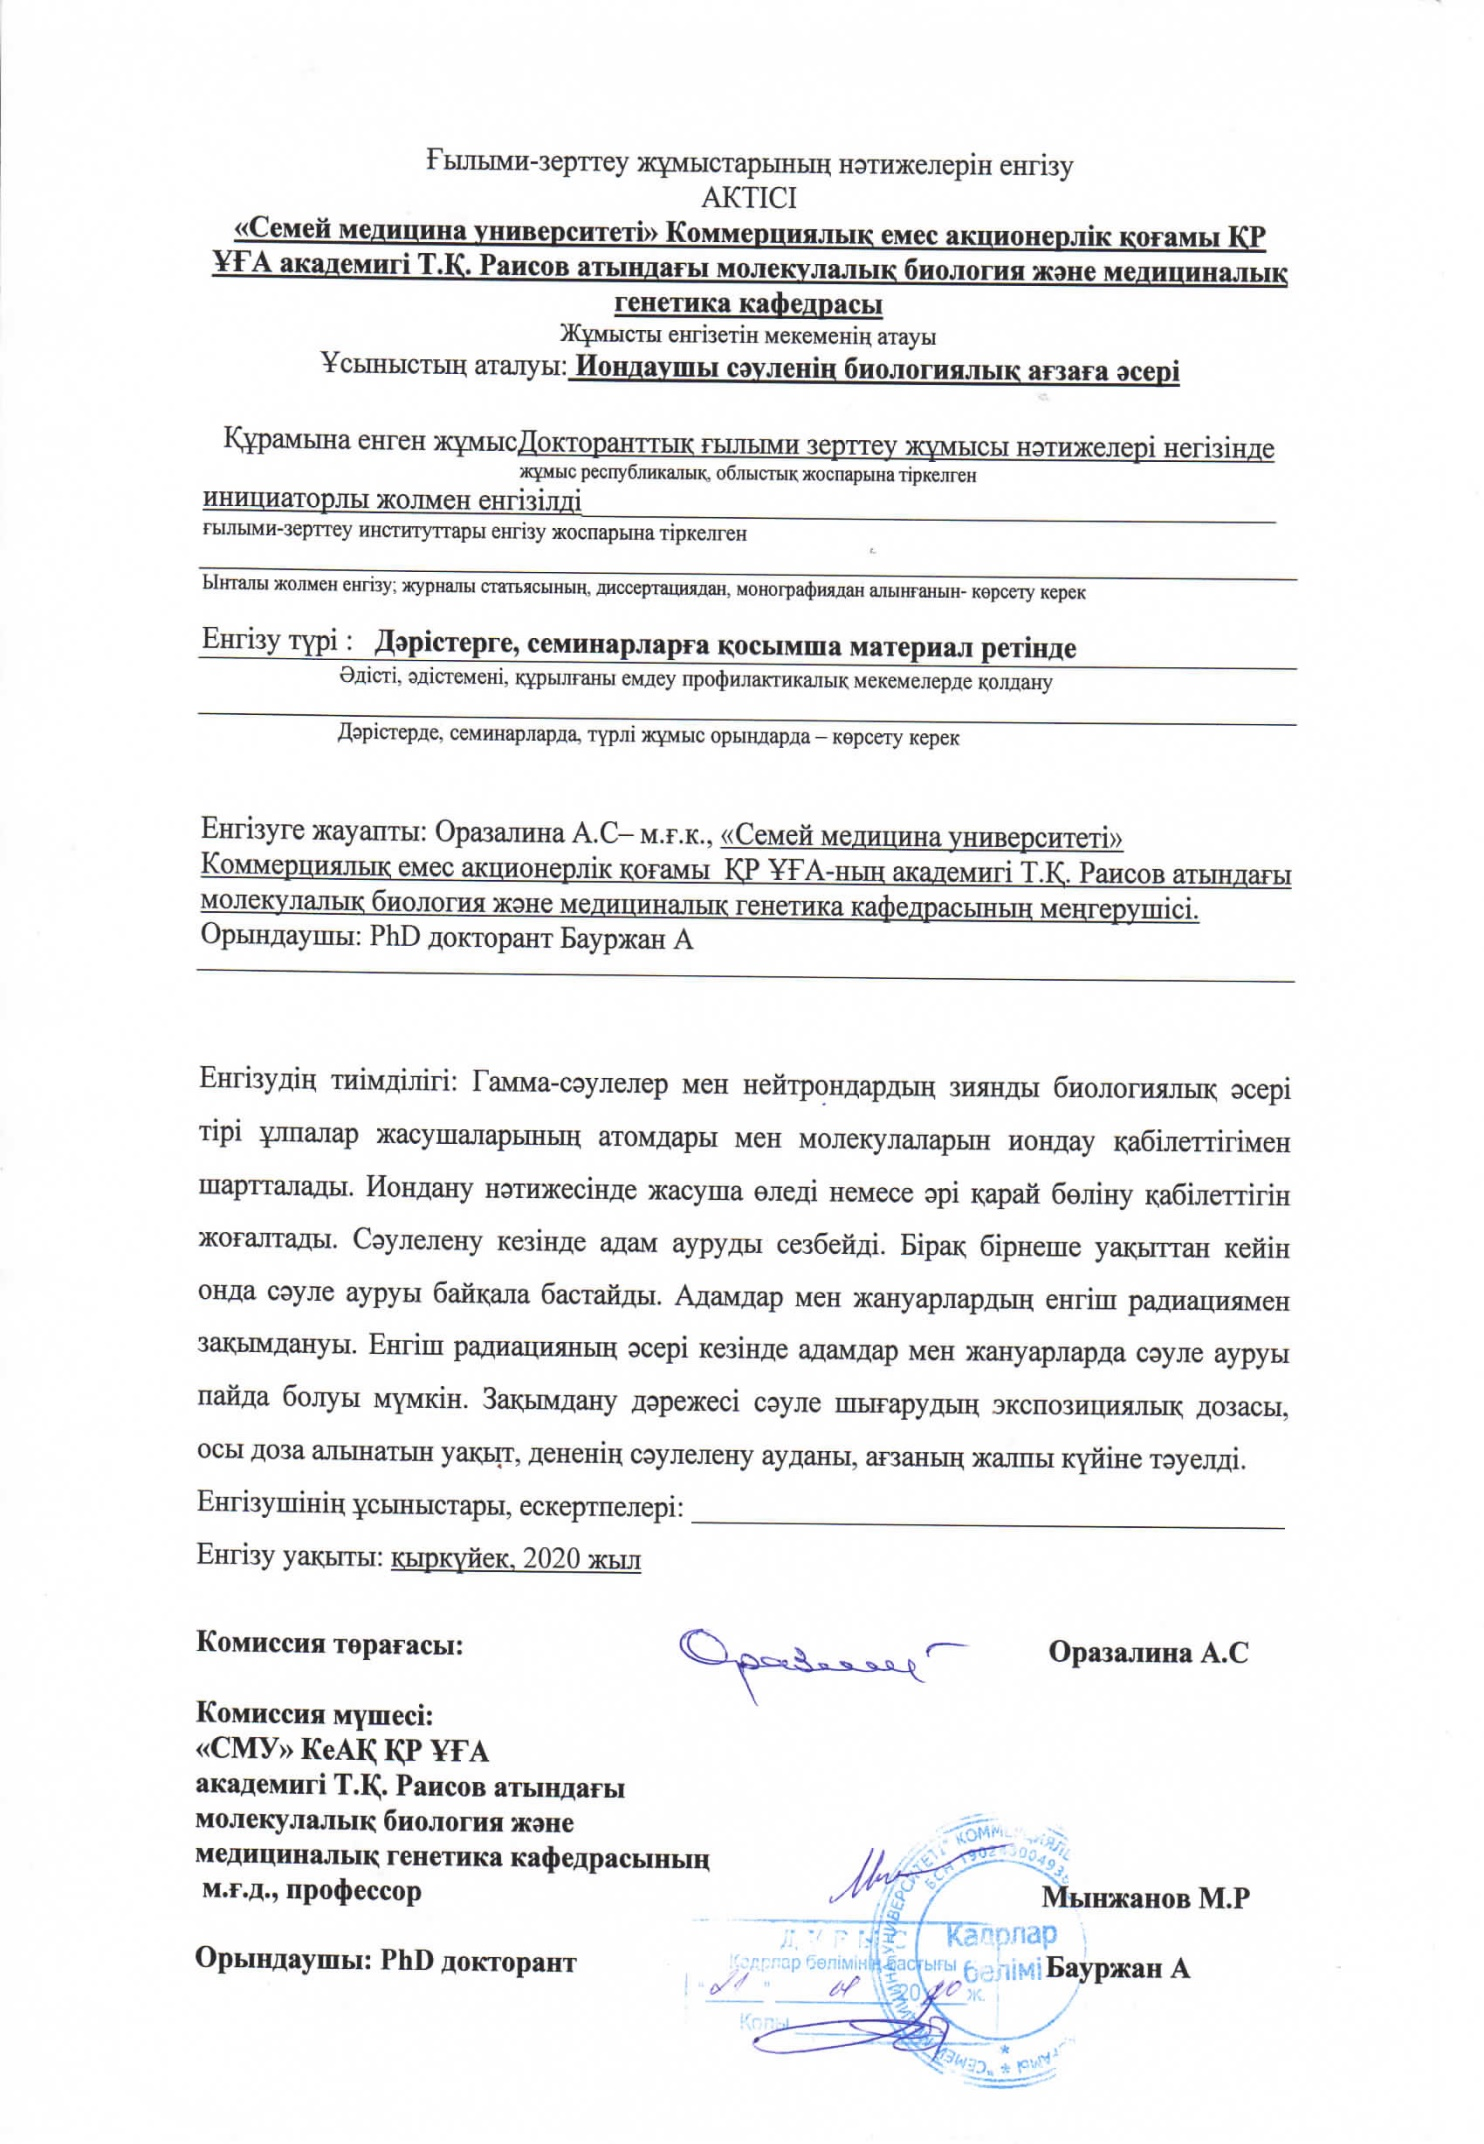 Ғылыми-зерттеу жұмыстарының нәтижелерін енгізу
АКТІСІ
«Семей медицина университеті» Коммерциялық емес акционерлік қоғамы ҚР
ҰҒА академигі Т.Қ. Раисов атындағы молекулалық биология және медициналық
генетика кафедрасы
Жұмысты енгізетін мекеменің атауы
Ұсыныстың аталуы: Иондаушы сәуленің биологиялық ағзаға әсері
Құрамына енген жұмысДокторанттық ғылыми зерттеу жұмысы нәтижелері негізінде
жұмыс республикалық, облыстық жоспарына тіркелген
инициаторлы жолмен енгізілді
ғылыми-зерттеу институттары енгізу жоспарына тіркелген
Ынталы жолмен енгізу; журналы статьясының, диссертациядан, монографиядан алынғанын- көрсету керек
Енгізу түрі : Дәрістерге, семинарларға қосымша материал ретінде
Әдісті, әдістемені, құрылғаны емдеу профилактикалық мекемелерде қолдану
Дәрістерде, семинарларда, түрлі жұмыс орындарда – көрсету керек
Енгізуге жауапты: Оразалина А.С– м.ғ.к., «Семей медицина университеті»
Коммерциялық емес акционерлік қоғамы ҚР ҰҒА-ның академигі Т.Қ. Раисов атындағы
молекулалық биология және медициналық генетика кафедрасының меңгерушісі.
Орындаушы: PhD докторант Бауржан А
Енгізудің тиімділігі: Гамма-сәулелер мен нейтрондардың зиянды биологиялық әсері
тірі ұлпалар жасушаларының атомдары мен молекулаларын иондау қабілеттігімен
шартталады. Иондану нәтижесінде жасуша өледі немесе әрі қарай бөліну қабілеттігін
жоғалтады. Сәулелену кезінде адам ауруды сезбейді. Бірақ бірнеше уақыттан кейін
онда сәуле ауруы байқала бастайды. Адамдар мен жануарлардың енгіш радиациямен
зақымдануы. Енгіш радиацияның әсері кезінде адамдар мен жануарларда сәуле ауруы
пайда болуы мүмкін. Зақымдану дәрежесі сәуле шығарудың экспозициялық дозасы,
осы доза алынатын уақыт, дененің сәулелену ауданы, ағзаның жалпы күйіне тәуелді.
Енгізушінің ұсыныстары, ескертпелері:
Енгізу уақыты: қыркүйек, 2020 жыл
Комиссия төрағасы: Оразалина А.С
Комиссия мүшесі:
«СМУ» КеАҚ ҚР ҰҒА
академигі Т.Қ. Раисов атындағы
молекулалық биология және
медициналық генетика кафедрасының
м.ғ.д., профессор Мынжанов М.Р
Кадрлар
Кадрлар бөлімінің бастығы
бөлімі
Орындаушы: PhD докторант Бауржан А
"21" 2020 ж.
Қолы